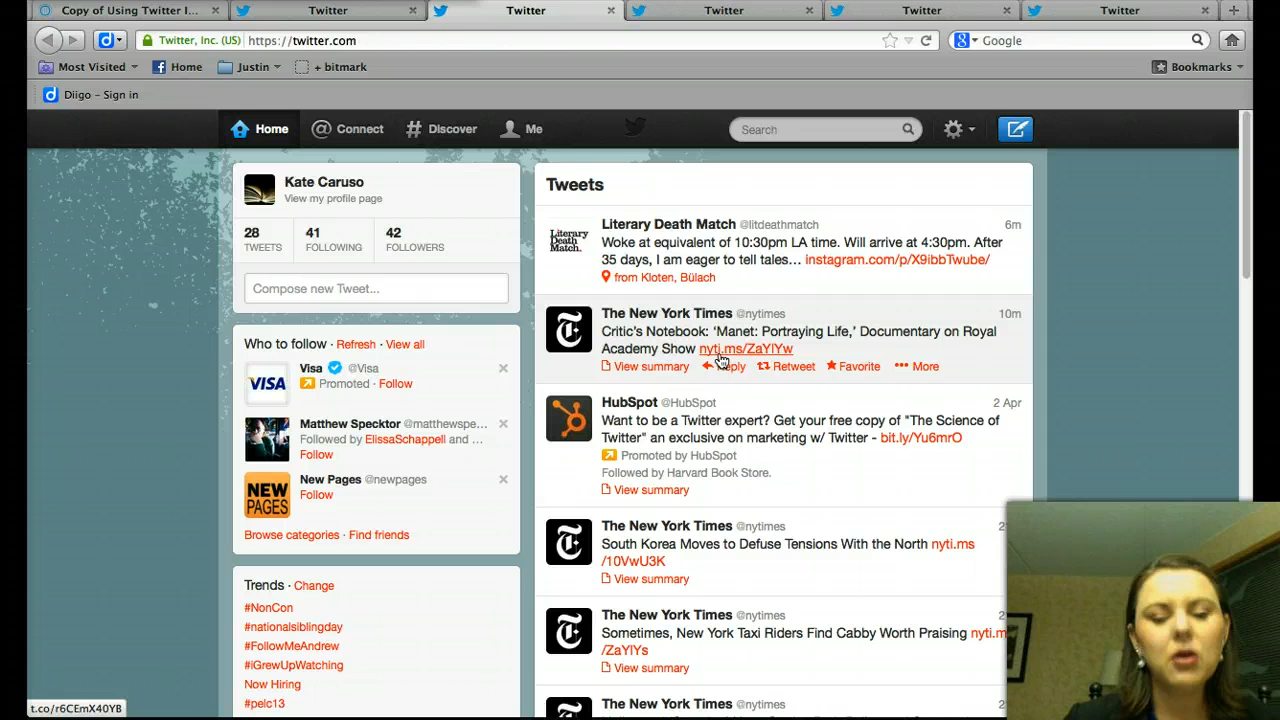 Copy of Using Twitter I...
Twitter
Twitter
Twitter
Twitter
Twitter
Twitter, Inc. (US)
https://twitter.com
Google
Most Visited
Home
Justin
+ bitmark
Bookmarks
Diigo - Sign in
Home
Connect
Discover
Me
Search
Kate Caruso
View my profile page
28
TWEETS
41
FOLLOWING
42
FOLLOWERS
Compose new Tweet...
Who to follow · Refresh · View all
Visa @Visa
Promoted · Follow
VISA
Matthew Specktor @matthewspe...
Followed by ElissaSchappell and ...
Follow
New Pages @newpages
Follow
NEW
PAGES
Browse categories · Find friends
Trends · Change
#NonCon
#nationalsiblingday
#FollowMeAndrew
#iGrewUpWatching
Now Hiring
#pelc13
Tweets
Literary
Death
Match.
Literary Death Match @litdeathmatch
6m
Woke at equivalent of 10:30pm LA time. Will arrive at 4:30pm. After
35 days, I am eager to tell tales... instagram.com/p/X9ibbTwube/
from Kloten, Bülach
The New York Times @nytimes
10m
Critic's Notebook: 'Manet: Portraying Life,' Documentary on Royal
Academy Show nyti.ms/ZaYlYw
View summary Reply Retweet Favorite More
HubSpot @HubSpot
2 Apr
Want to be a Twitter expert? Get your free copy of "The Science of
Twitter" an exclusive on marketing w/ Twitter - bit.ly/Yu6mrO
Promoted by HubSpot
Followed by Harvard Book Store.
View summary
The New York Times @nytimes
South Korea Moves to Defuse Tensions With the North nyti.ms
/10VwU3K
View summary
The New York Times @nytimes
Sometimes, New York Taxi Riders Find Cabby Worth Praising nyti.m
/ZaYlYs
View summary
The New York Times @nytimes
t.co/r6CEmX40YB